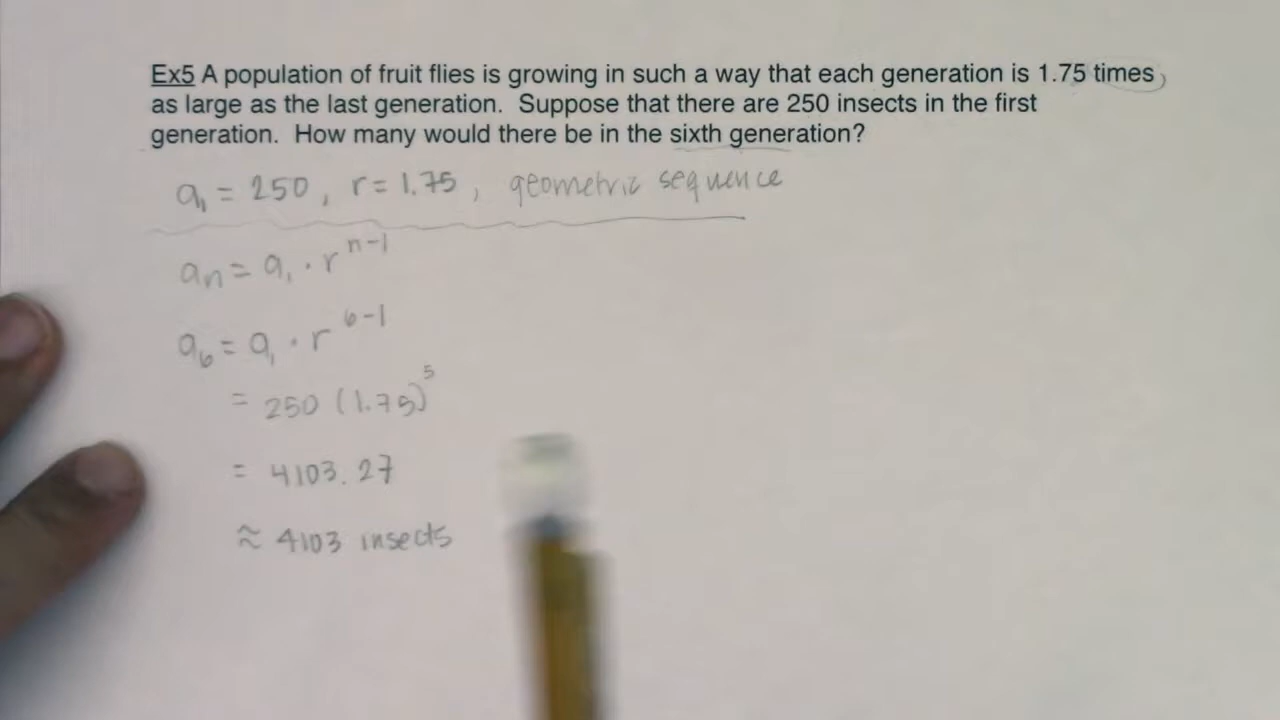 Ex5 A population of fruit flies is growing in such a way that each generation is 1.75 times
as large as the last generation.  Suppose that there are 250 insects in the first
generation.  How many would there be in the sixth generation?
a₁ = 250, r = 1.75, geometric sequence
aₙ = a₁ · rⁿ⁻¹
a₆ = a₁ · r⁶⁻¹
= 250 (1.75)⁵
= 4103.27
≈ 4103 insects